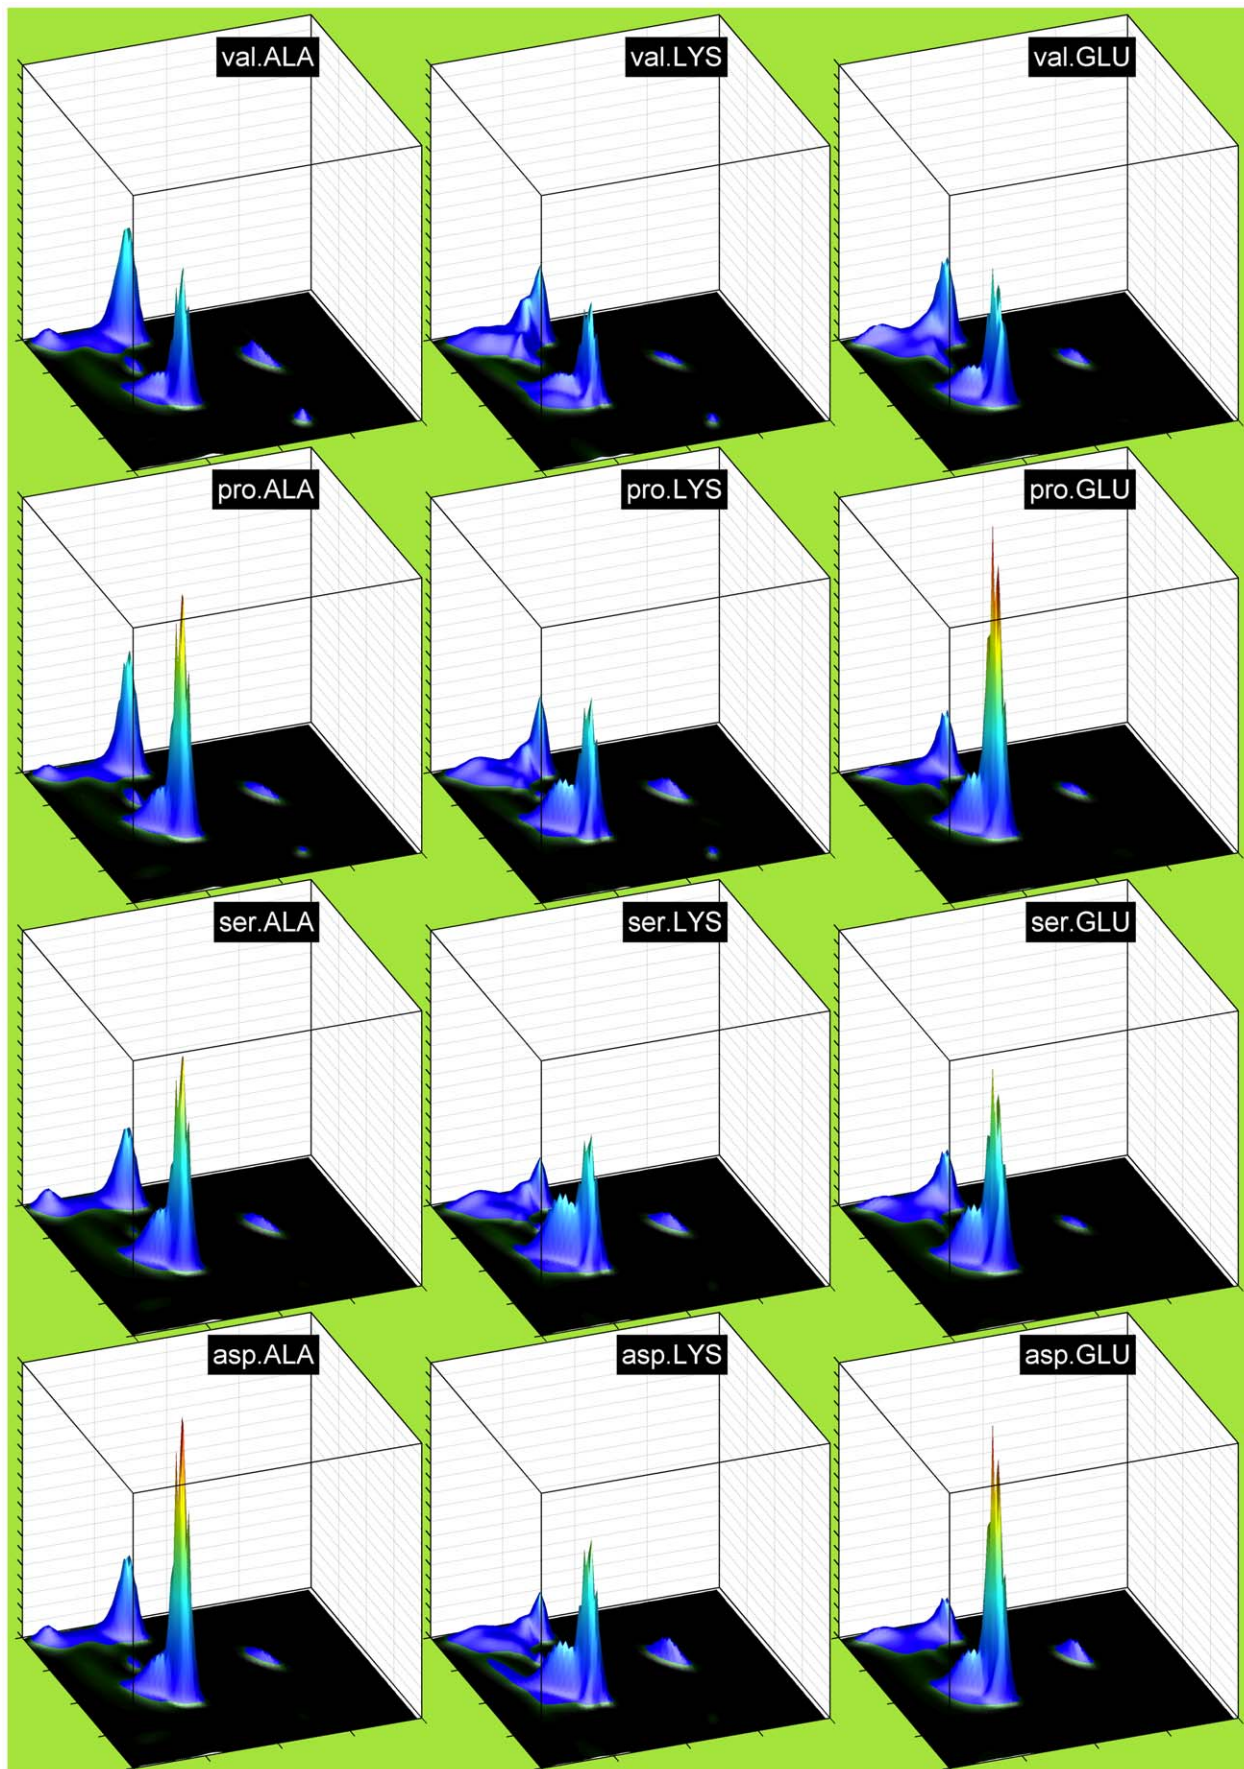 val.ALA
val.LYS
val.GLU
pro.ALA
pro.LYS
pro.GLU
ser.ALA
ser.LYS
ser.GLU
asp.ALA
asp.LYS
asp.GLU